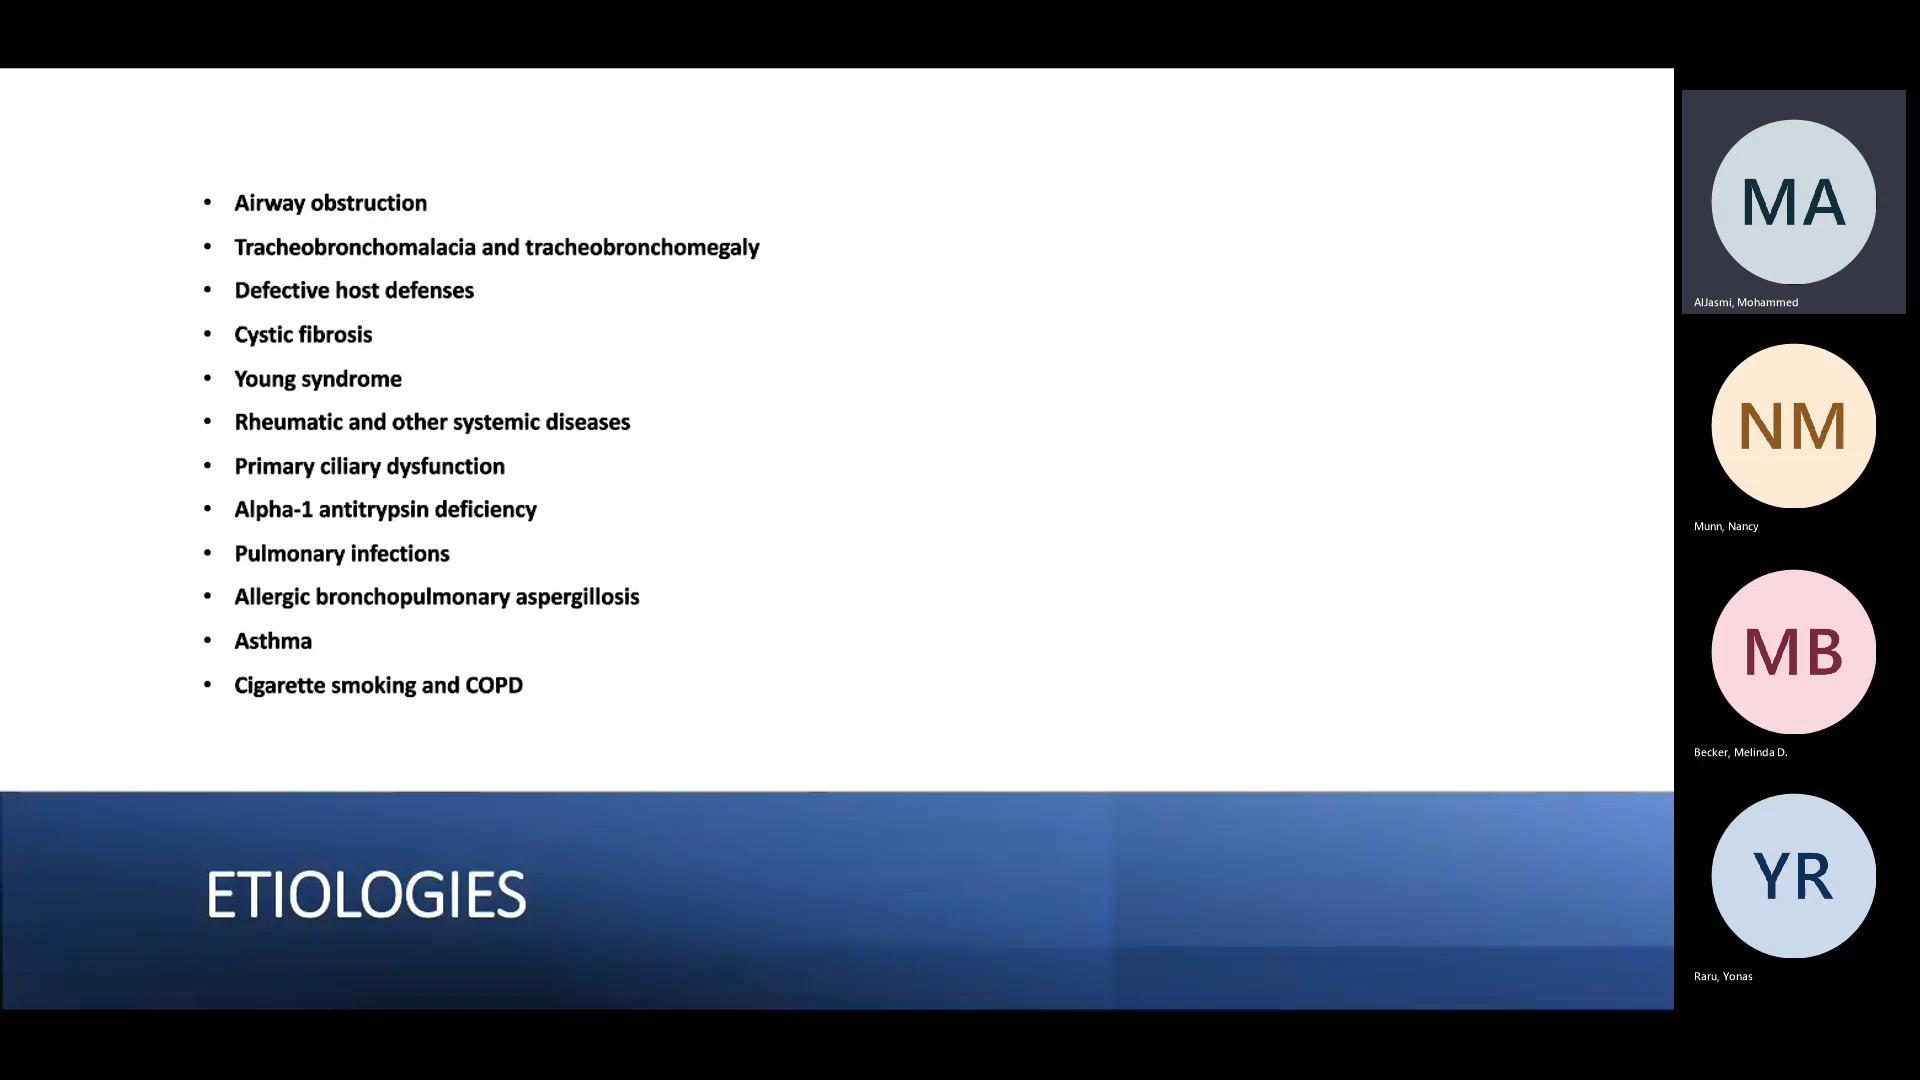 • Airway obstruction
• Tracheobronchomalacia and tracheobronchomegaly
• Defective host defenses
• Cystic fibrosis
• Young syndrome
• Rheumatic and other systemic diseases
• Primary ciliary dysfunction
• Alpha-1 antitrypsin deficiency
• Pulmonary infections
• Allergic bronchopulmonary aspergillosis
• Asthma
• Cigarette smoking and COPD
ETIOLOGIES
MA
AlJasmi, Mohammed
NM
Munn, Nancy
MB
Becker, Melinda D.
YR
Raru, Yonas